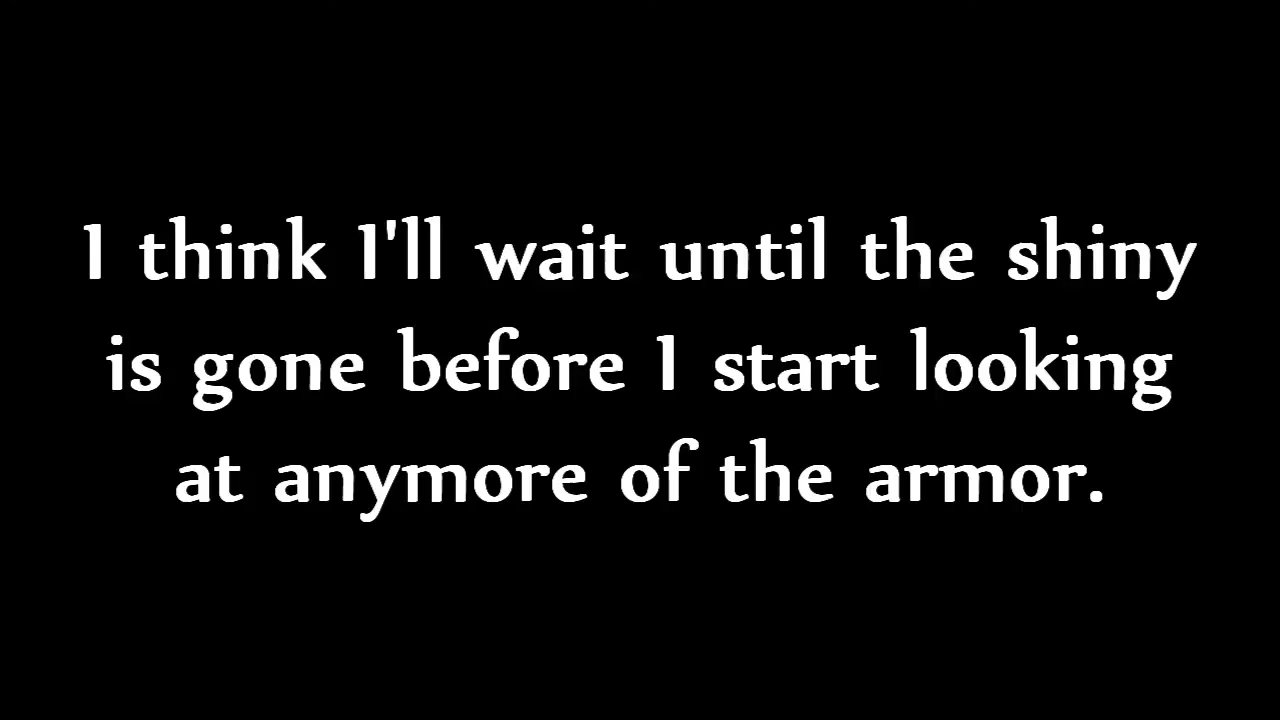 I think I'll wait until the shiny
is gone before I start looking
at anymore of the armor.